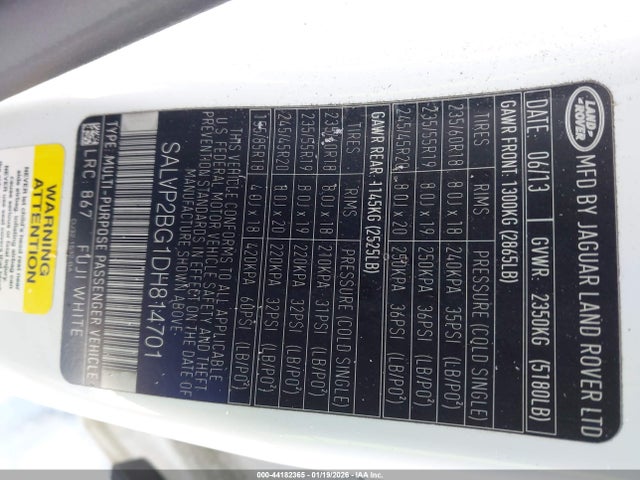 LAND
ROVER
MFD BY JAGUAR LAND ROVER LTD
DATE: 06/13 GVWR: 2350KG (5180LB)
GAWR FRONT: 1300KG (2865LB)
TIRES RIMS PRESSURE (COLD SINGLE)
235/60R18 8.0J x 18 240KPA 35PSI (LB/PO²)
235/55R19 8.0J x 19 250KPA 36PSI (LB/PO²)
245/45R20 8.0J x 20 250KPA 36PSI (LB/PO²)
GAWR REAR: 1145KG (2525LB)
TIRES RIMS PRESSURE (COLD SINGLE)
8.0J x 18 210KPA 31PSI (LB/PO²)
235/55R19 8.0J x 19 220KPA 32PSI (LB/PO²)
245/45R20 8.0J x 20 220KPA 32PSI (LB/PO²)
4.0J x 18 420KPA 60PSI (LB/PO²)
THIS VEHICLE CONFORMS TO ALL APPLICABLE
U.S FEDERAL MOTOR VEHICLE SAFETY AND THEFT
PREVENTION STANDARDS IN EFFECT ON THE DATE OF
MANUFACTURE SHOWN ABOVE
SALVP2BG1DH814701
TYPE: MULTI-PURPOSE PASSENGER VEHICLE
LRC 867 FUJI WHITE
WARNING
AIRBAG
000-44182365 - 01/19/2026 - IAA Inc.